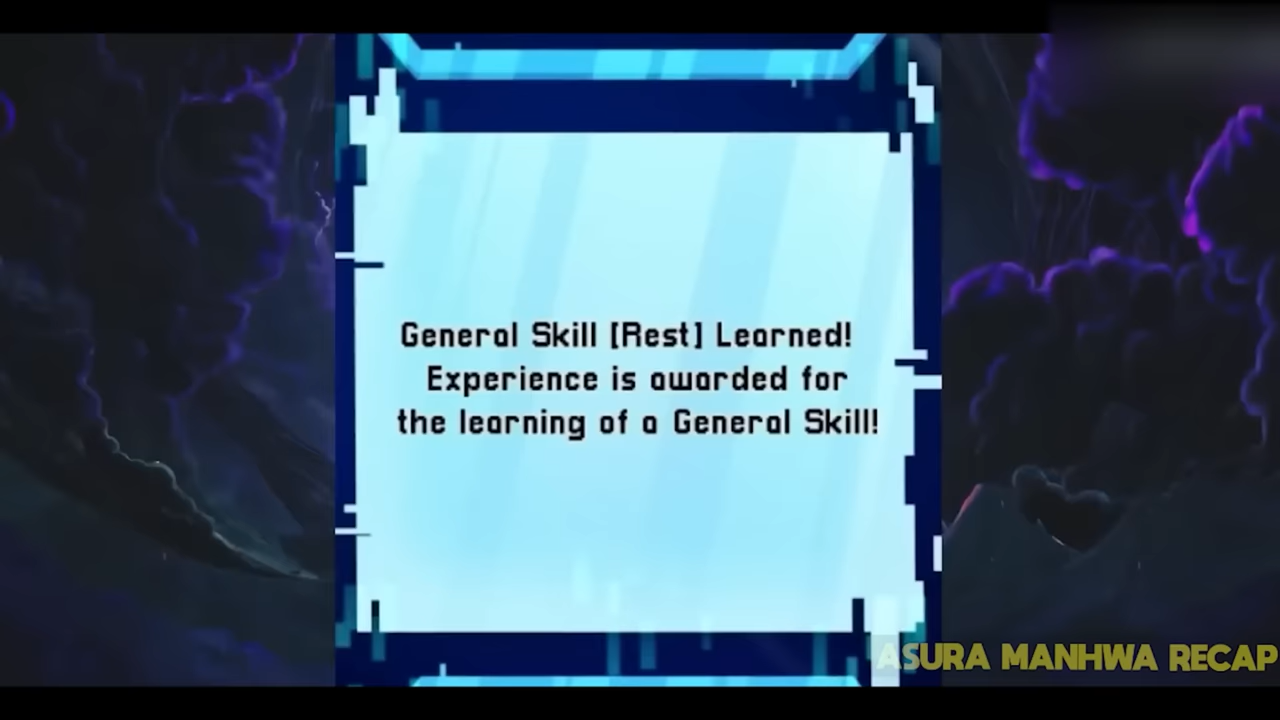 General Skill [Rest] Learned!
Experience is awarded for
the learning of a General Skill!
ASURA MANHWA RECAP